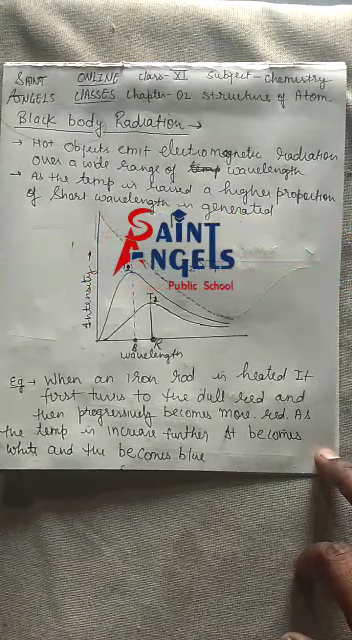 SAINT ONLINE class-XI Subject-Chemestry
ANGELS CLASSES Chapter-02 Structure of Atom.
Black body Radiation →
→ Hot Objects emit electromagnetic radiation
over a wide range of wavelength
→ As the temp is raised a higher propection
of Short wavelength is generated
SAINT
ANGELS
Public School
Intensity →
T2
wavelength
Eg → When an Iron rod is heated It
first turns to the dull red and
then progressively becomes more red. As
the temp is increase further It becomes
white and the becomes blue